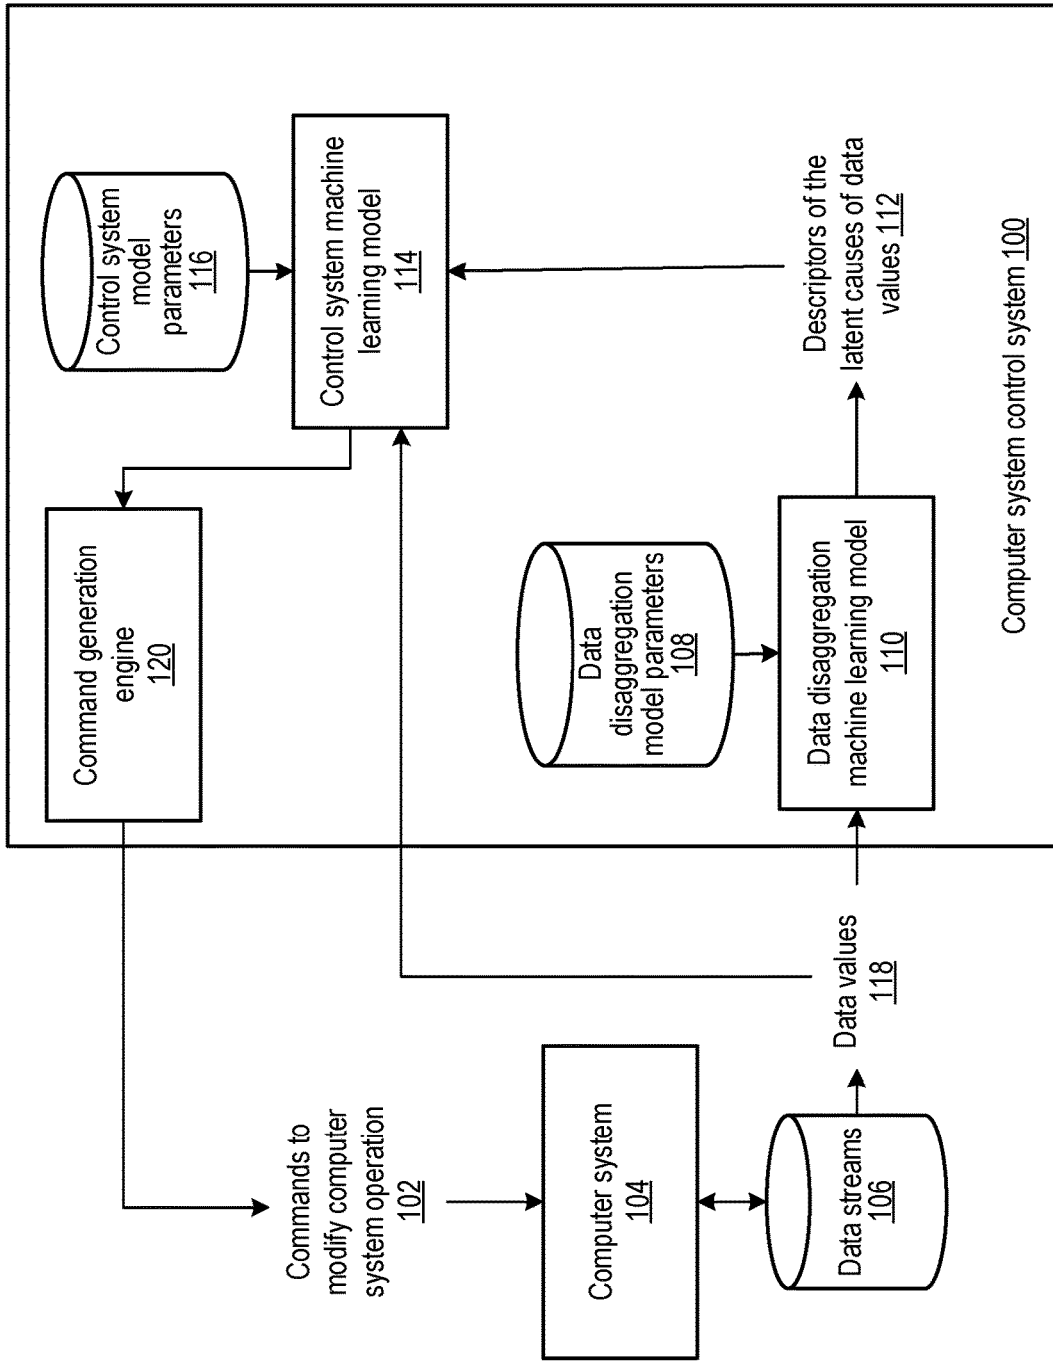 Command generation
engine
120
Control system
model
parameters
116
Commands to
modify computer
system operation
102
Control system machine
learning model
114
Computer system
104
Data
disaggregation
model parameters
108
Data streams
106
Data values
118
Data disaggregation
machine learning model
110
Descriptors of the
latent causes of data
values 112
Computer system control system 100